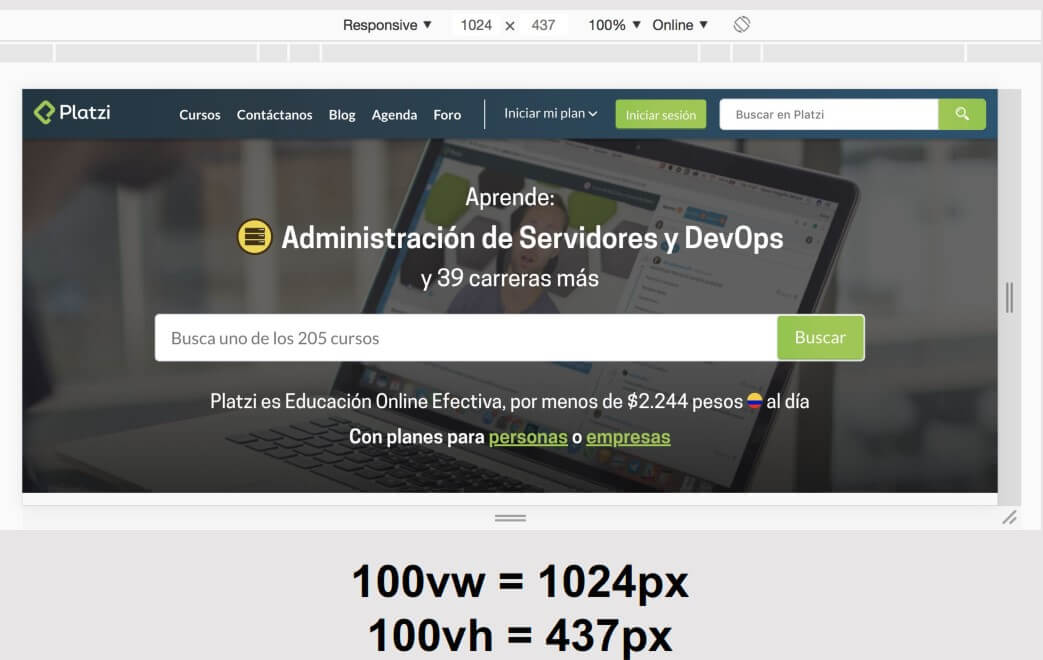 Responsive ▼ 1024 × 437 100% ▼ Online ▼
Platzi Cursos Contáctanos Blog Agenda Foro Iniciar mi plan Iniciar sesión Buscar en Platzi
Aprende:
Administración de Servidores y DevOps
y 39 carreras más
Busca uno de los 205 cursos Buscar
Platzi es Educación Online Efectiva, por menos de $2.244 pesos al día
Con planes para personas o empresas
100vw = 1024px
100vh = 437px